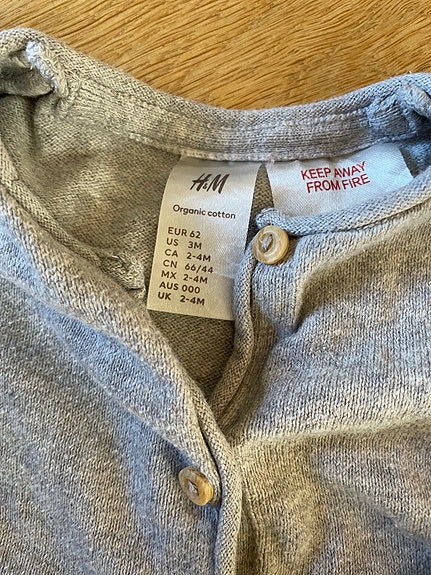 H&M
Organic cotton
EUR 62
US 3M
CA 2-4M
CN 66/44
MX 2-4M
AUS 000
UK 2-4M
KEEP AWAY
FROM FIRE